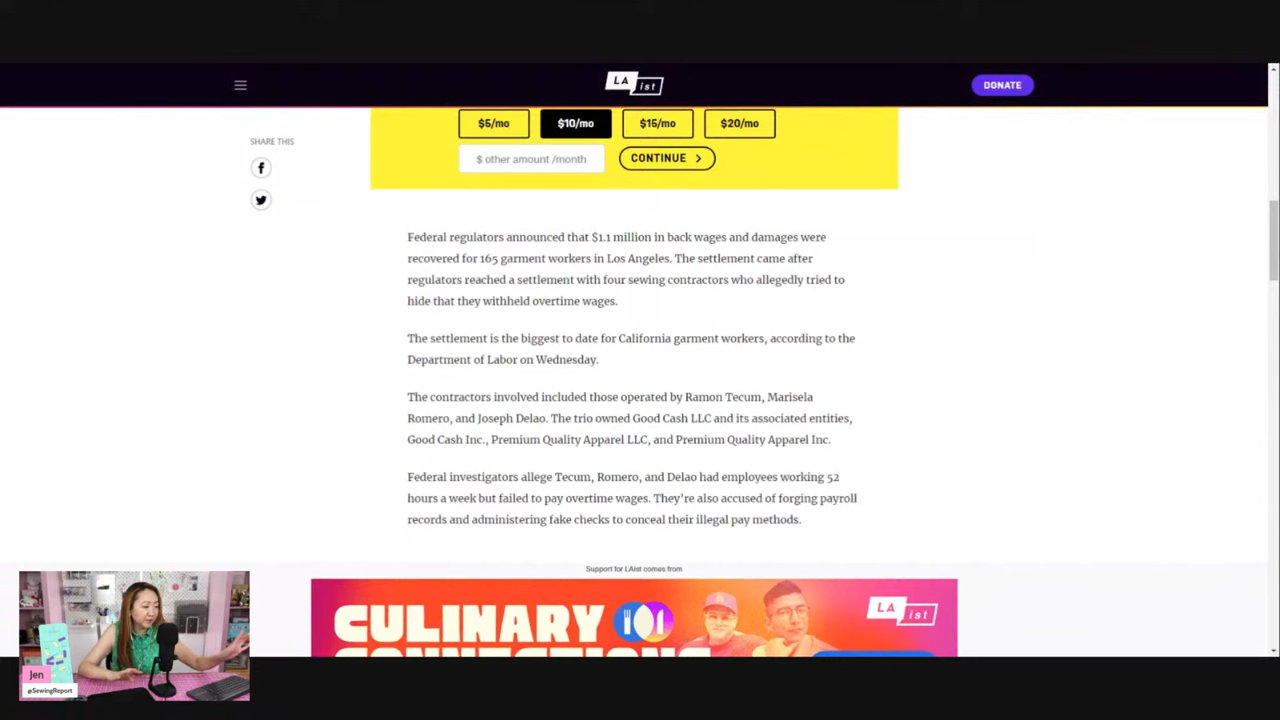 LA
ist
DONATE
$5/mo
$10/mo
$15/mo
$20/mo
$ other amount /month
CONTINUE >
SHARE THIS
Federal regulators announced that $1.1 million in back wages and damages were
recovered for 165 garment workers in Los Angeles. The settlement came after
regulators reached a settlement with four sewing contractors who allegedly tried to
hide that they withheld overtime wages.
The settlement is the biggest to date for California garment workers, according to the
Department of Labor on Wednesday.
The contractors involved included those operated by Ramon Tecum, Marisela
Romero, and Joseph Delao. The trio owned Good Cash LLC and its associated entities,
Good Cash Inc., Premium Quality Apparel LLC, and Premium Quality Apparel Inc.
Federal investigators allege Tecum, Romero, and Delao had employees working 52
hours a week but failed to pay overtime wages. They’re also accused of forging payroll
records and administering fake checks to conceal their illegal pay methods.
Support for LAist comes from
CULINARY
CONNECTIONS
LA
ist
Jen
@SewingReport